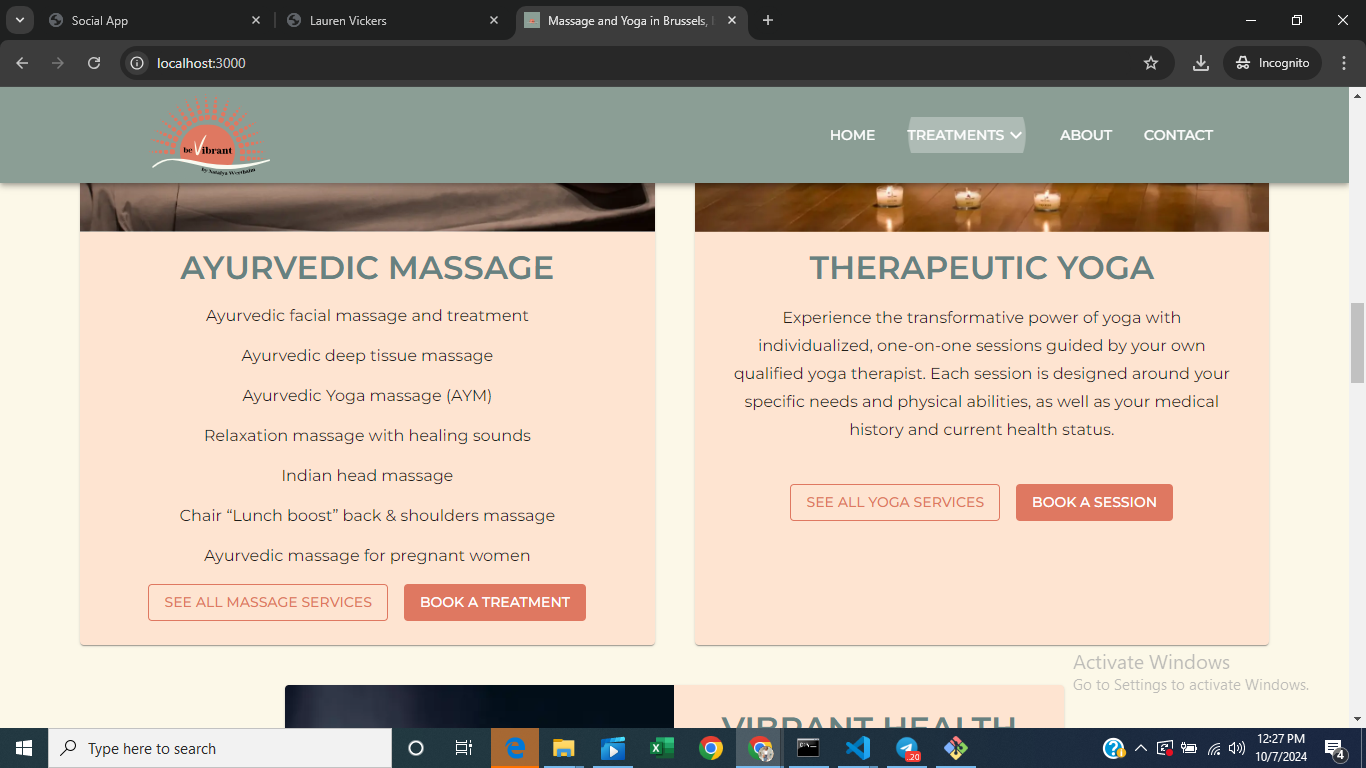 Social App
Lauren Vickers
Massage and Yoga in Brussels,
localhost:3000
Incognito
be Vibrant
by Natalya Wertheim
HOME
TREATMENTS
ABOUT
CONTACT
AYURVEDIC MASSAGE
Ayurvedic facial massage and treatment
Ayurvedic deep tissue massage
Ayurvedic Yoga massage (AYM)
Relaxation massage with healing sounds
Indian head massage
Chair “Lunch boost” back & shoulders massage
Ayurvedic massage for pregnant women
SEE ALL MASSAGE SERVICES
BOOK A TREATMENT
THERAPEUTIC YOGA
Experience the transformative power of yoga with
individualized, one-on-one sessions guided by your own
qualified yoga therapist. Each session is designed around your
specific needs and physical abilities, as well as your medical
history and current health status.
SEE ALL YOGA SERVICES
BOOK A SESSION
VIBRANT HEALTH
Activate Windows
Go to Settings to activate Windows.
Type here to search
.20
12:27 PM
10/7/2024
4